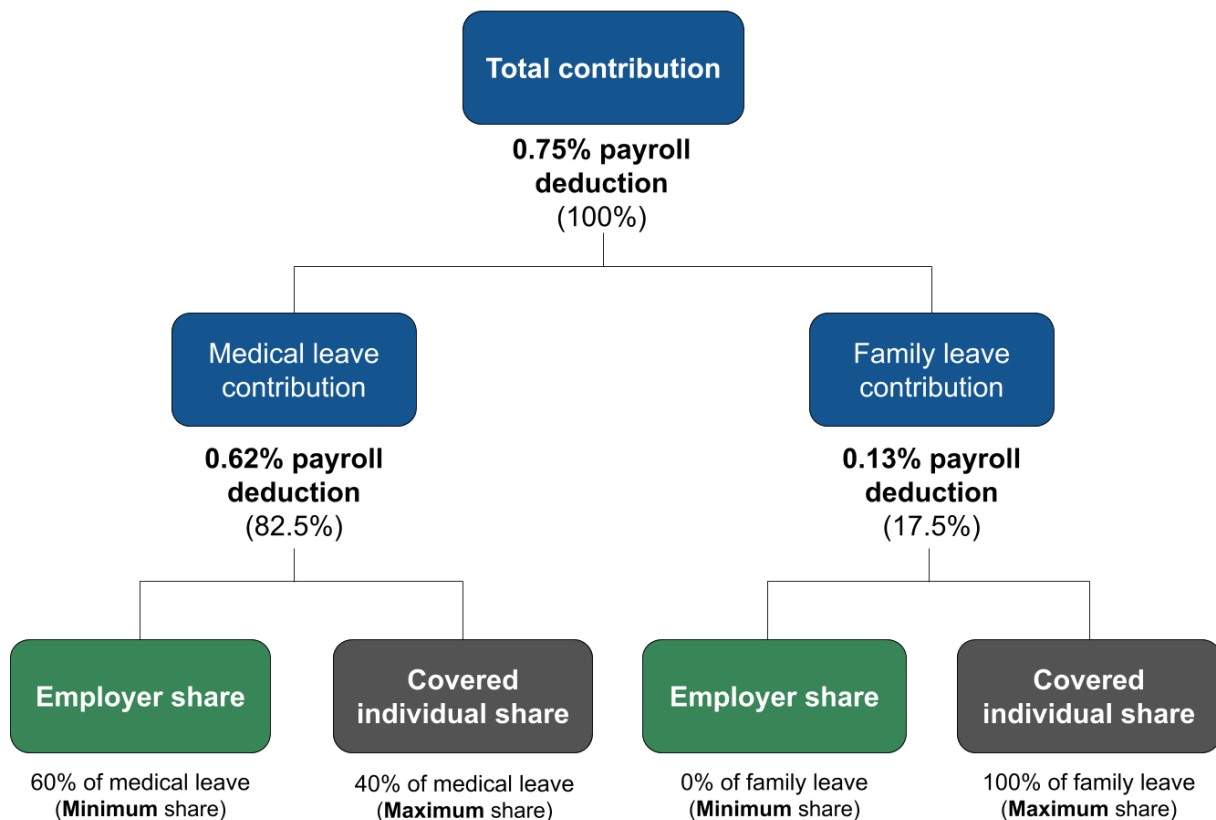 Total contribution
0.75% payroll
deduction
(100%)
Medical leave
contribution
0.62% payroll
deduction
(82.5%)
Family leave
contribution
0.13% payroll
deduction
(17.5%)
Employer share
60% of medical leave
(Minimum share)
Covered
individual share
40% of medical leave
(Maximum share)
Employer share
0% of family leave
(Minimum share)
Covered
individual share
100% of family leave
(Maximum share)